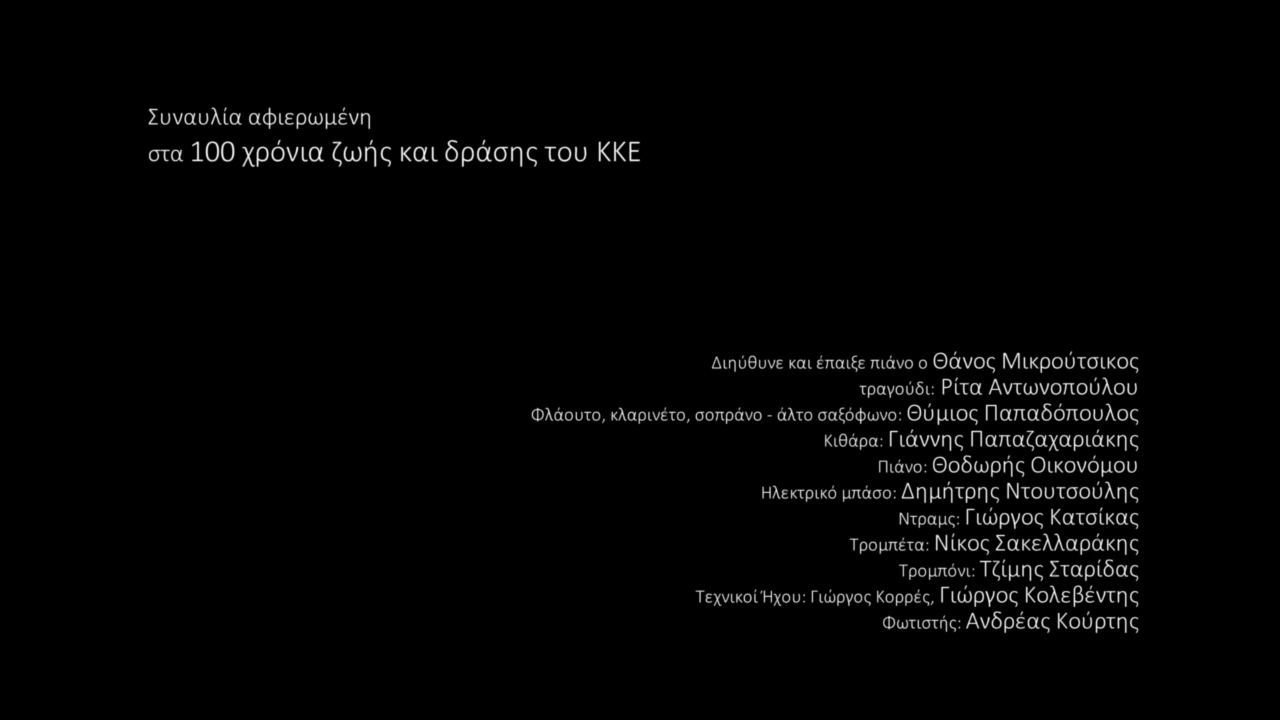 Συναυλία αφιερωμένη
στα 100 χρόνια ζωής και δράσης του ΚΚΕ
Διηύθυνε και έπαιξε πιάνο ο Θάνος Μικρούτσικος
τραγούδι: Ρίτα Αντωνοπούλου
Φλάουτο, κλαρινέτο, σοπράνο - άλτο σαξόφωνο: Θύμιος Παπαδόπουλος
Κιθάρα: Γιάννης Παπαζαχαριάκης
Πιάνο: Θοδωρής Οικονόμου
Ηλεκτρικό μπάσο: Δημήτρης Ντουτσούλης
Ντραμς: Γιώργος Κατσίκας
Τρομπέτα: Νίκος Σακελλαράκης
Τρομπόνι: Τζίμης Σταρίδας
Τεχνικοί Ήχου: Γιώργος Κορρές, Γιώργος Κολεβέντης
Φωτιστής: Ανδρέας Κούρτης